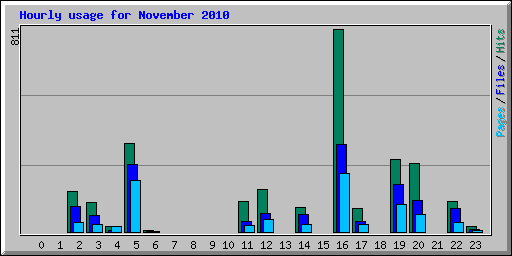 Hourly usage for November 2010
811
Pages / Files / Hits
0 1 2 3 4 5 6 7 8 9 10 11 12 13 14 15 16 17 18 19 20 21 22 23